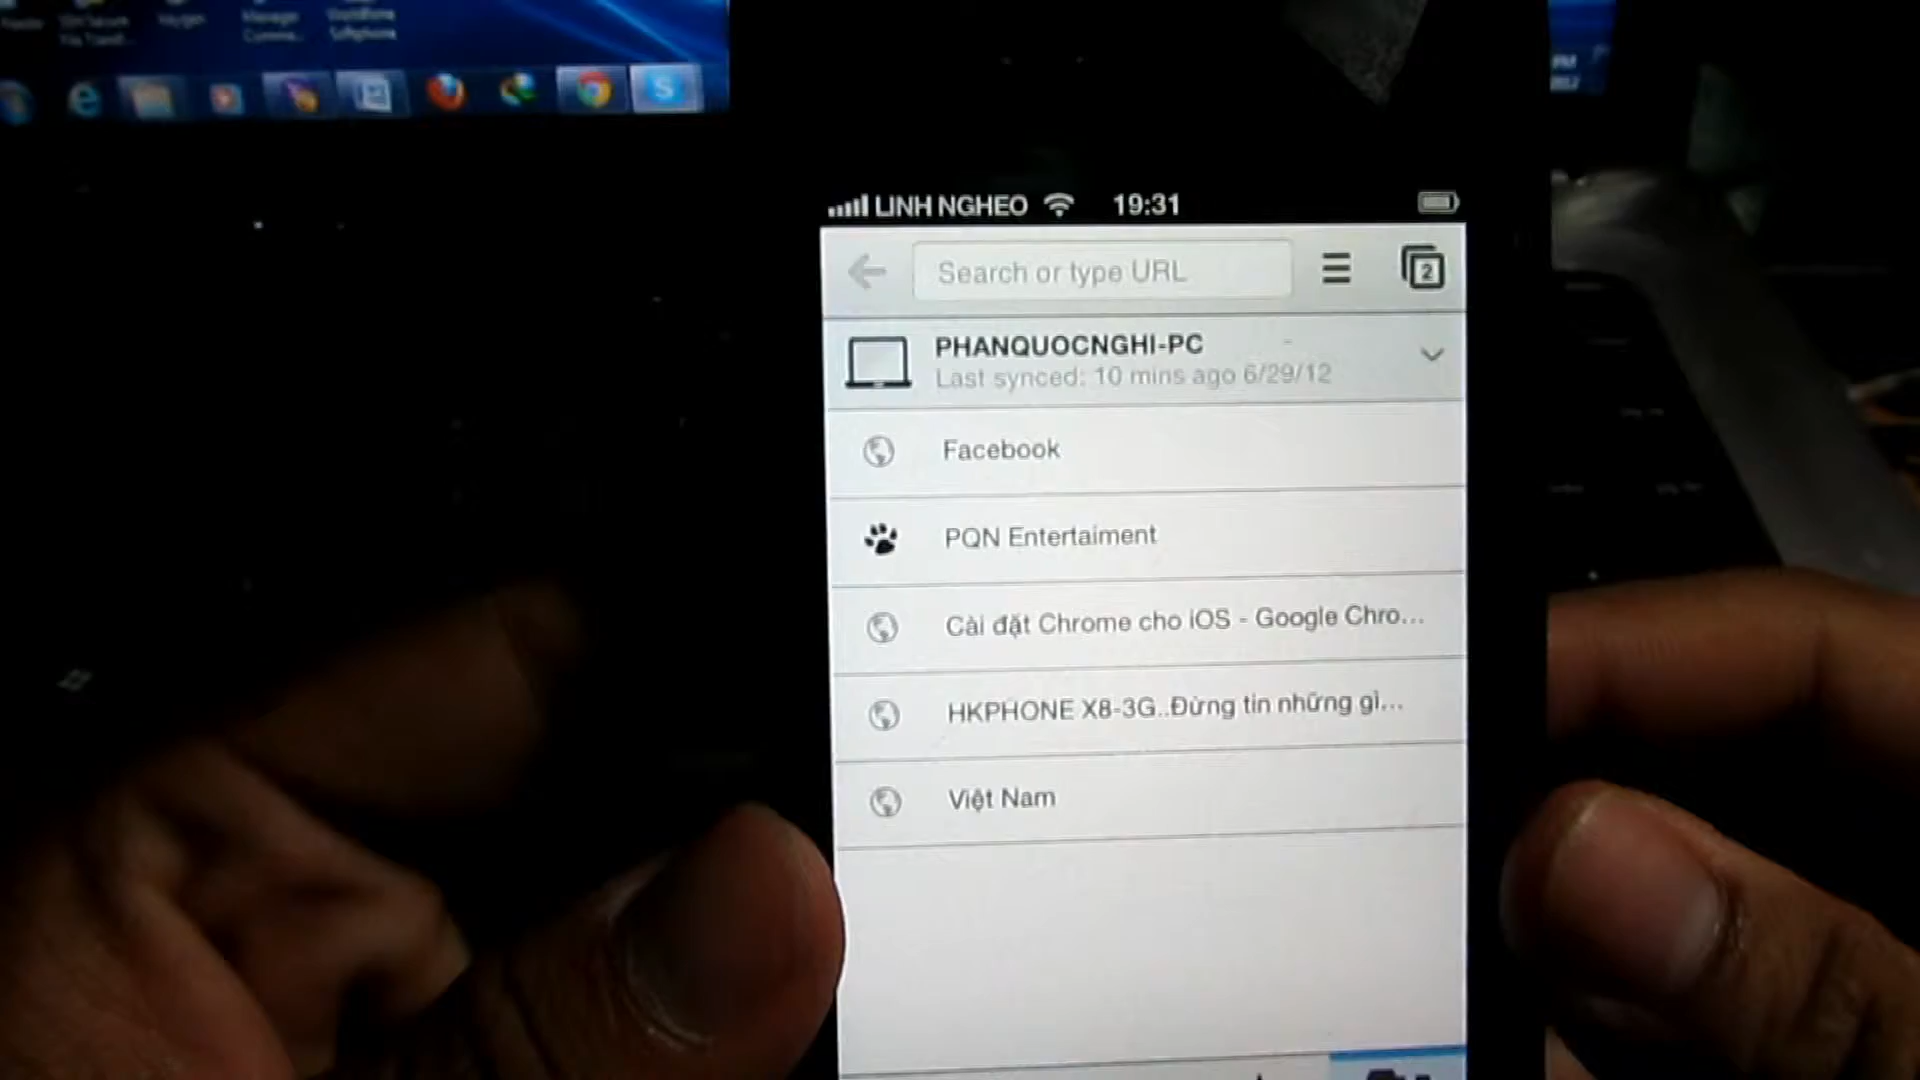 Manager
LINH NGHEO 19:31
Search or type URL
2
PHANQUOCNGHI-PC
Last synced: 10 mins ago 6/29/12
Facebook
PQN Entertaiment
Cài đặt Chrome cho iOS - Google Chro...
HKPHONE X8-3G..Đừng tin những gì...
Việt Nam